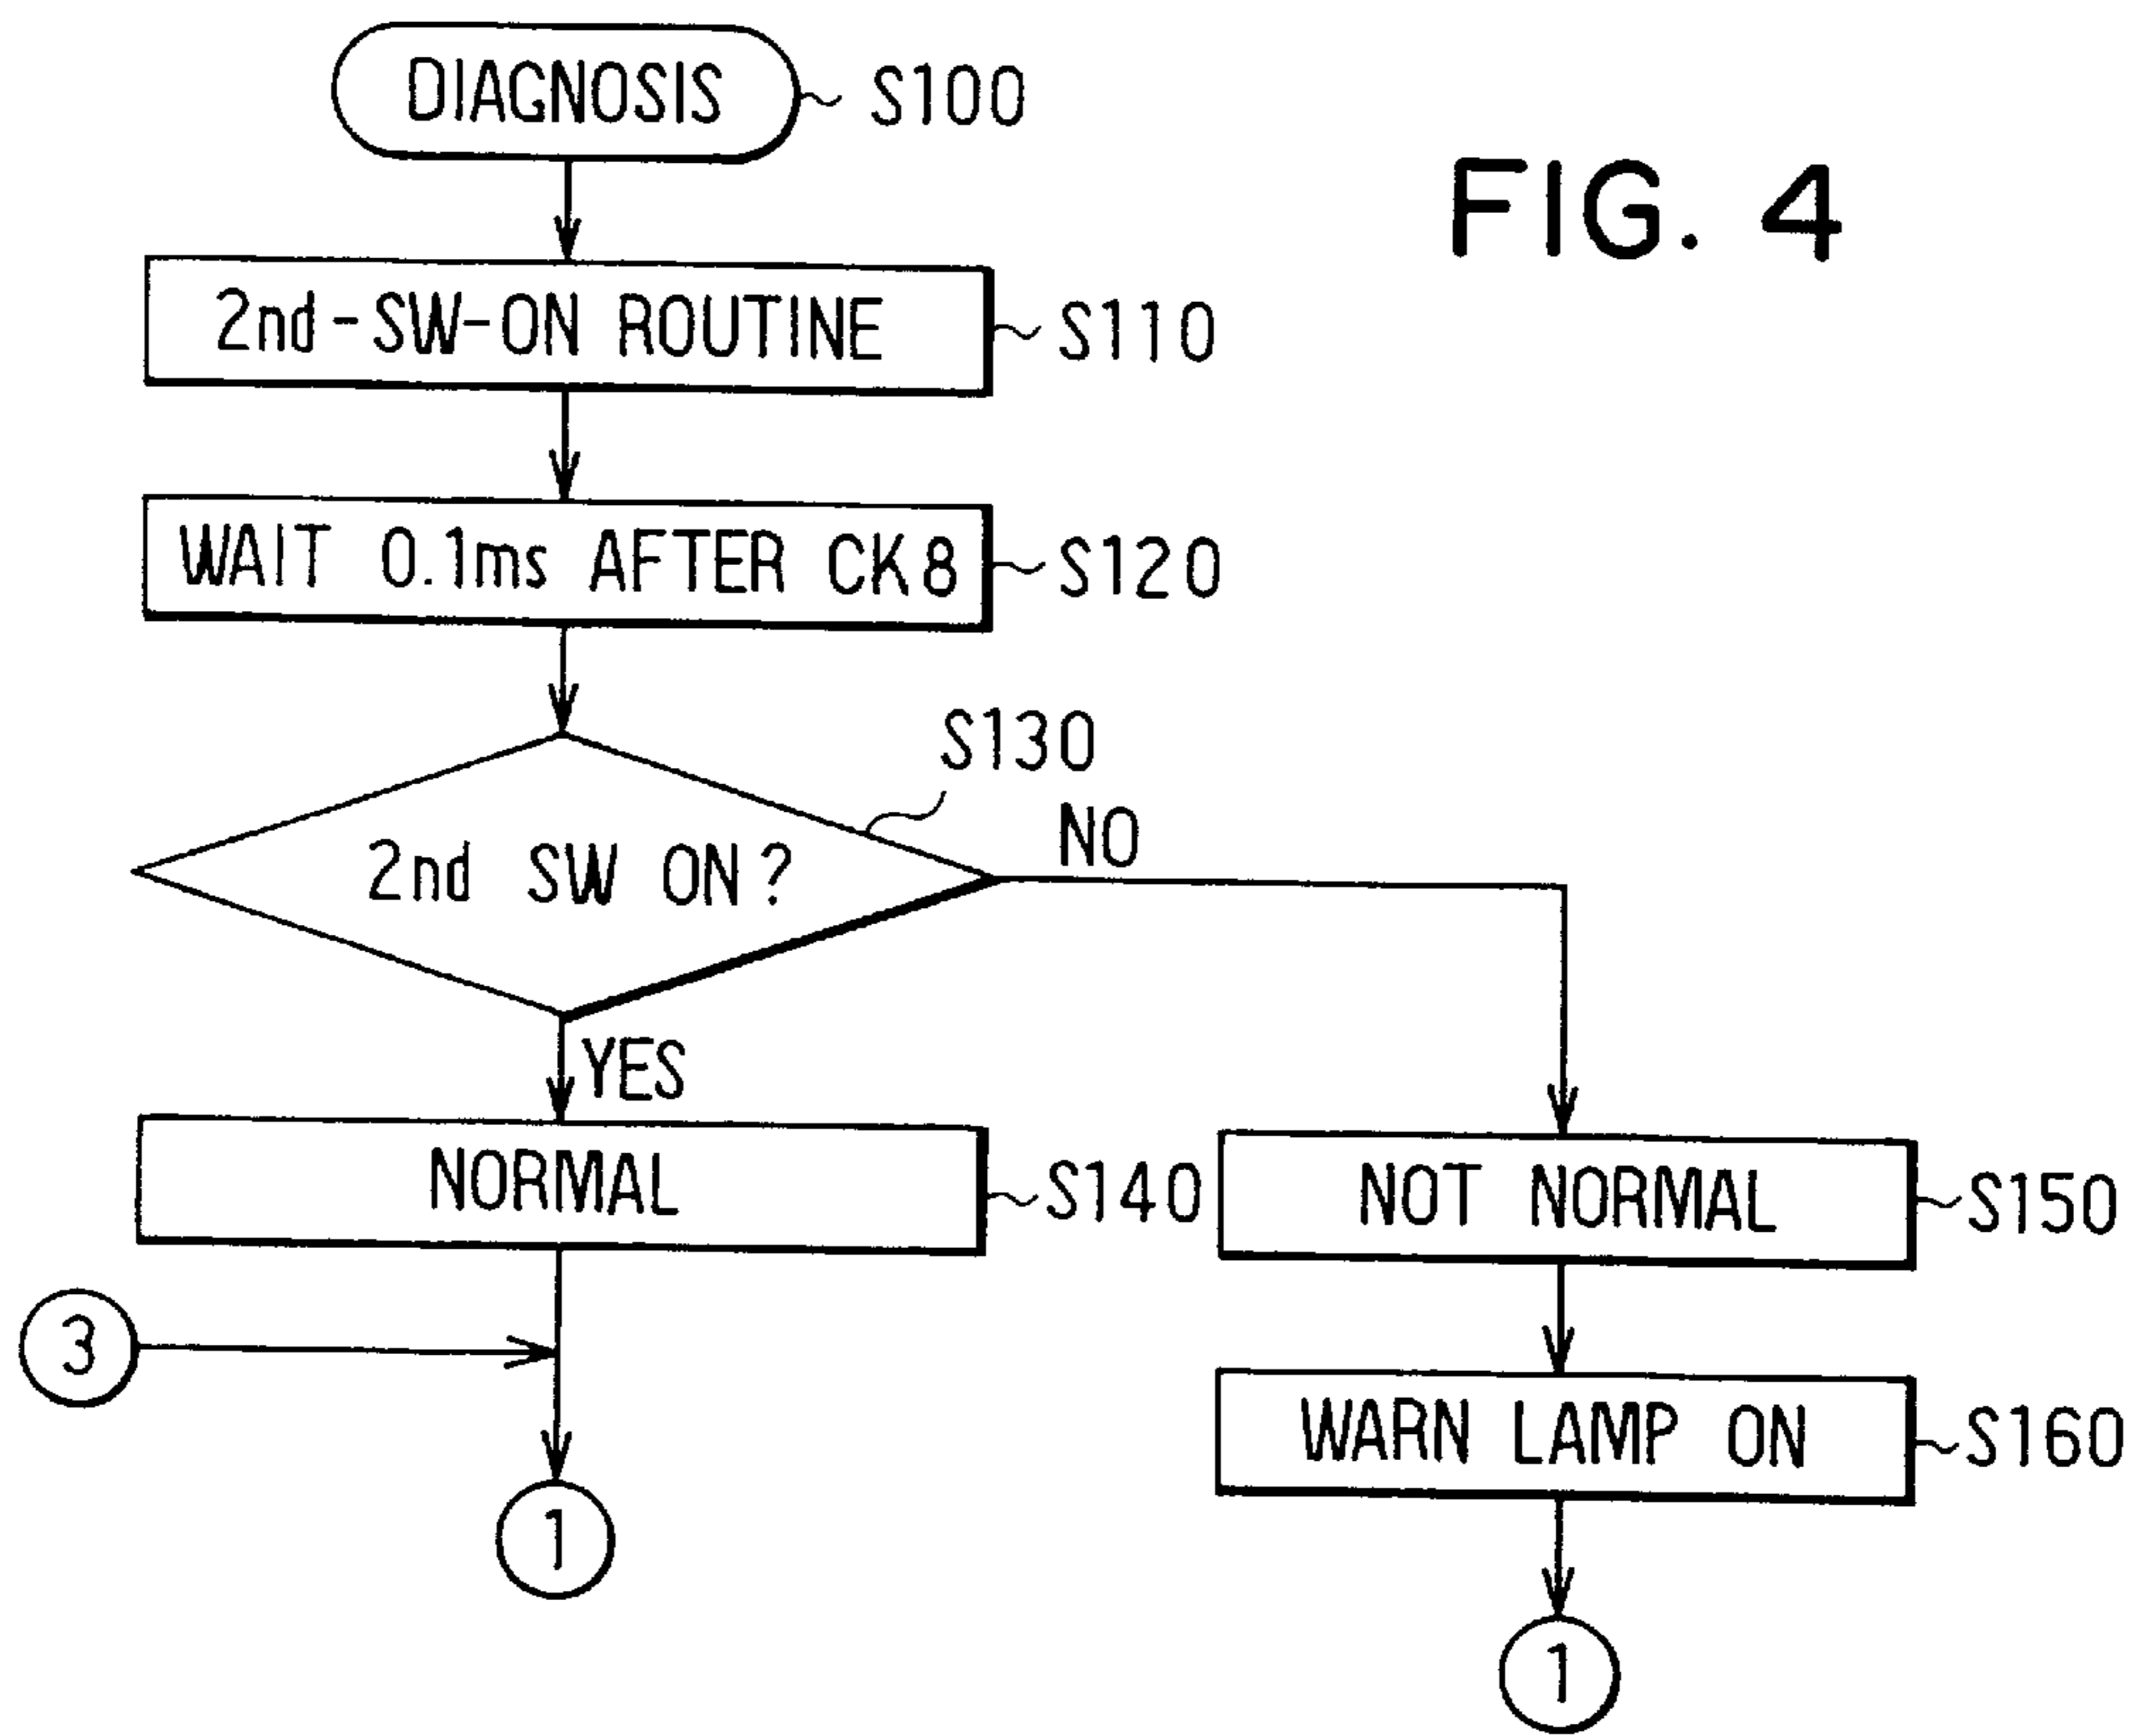 DIAGNOSIS
S100
FIG. 4
2nd-SW-ON ROUTINE
S110
WAIT 0.1ms AFTER CK8
S120
S130
2nd SW ON?
NO
YES
NORMAL
S140
NOT NORMAL
S150
3
WARN LAMP ON
S160
1
1